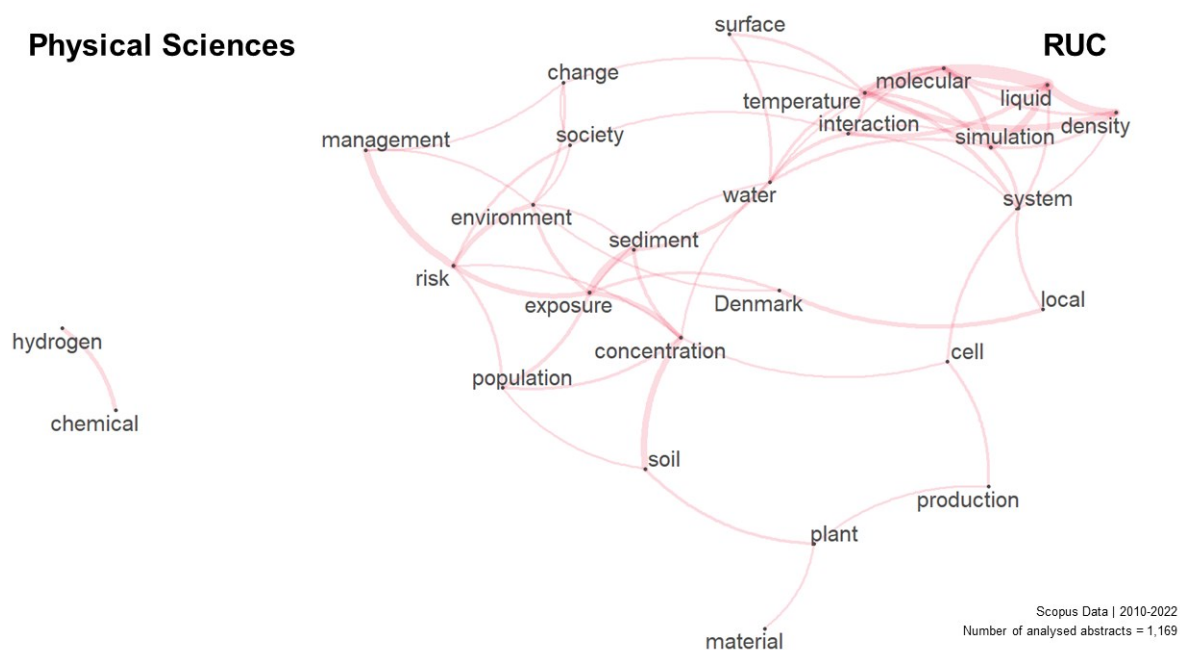 Physical Sciences
RUC
surface
change
molecular
liquid
temperature
interaction
simulation
density
management
society
water
system
environment
sediment
risk
exposure
Denmark
local
hydrogen
concentration
cell
population
chemical
soil
production
plant
material
Scopus Data | 2010-2022
Number of analysed abstracts = 1,169